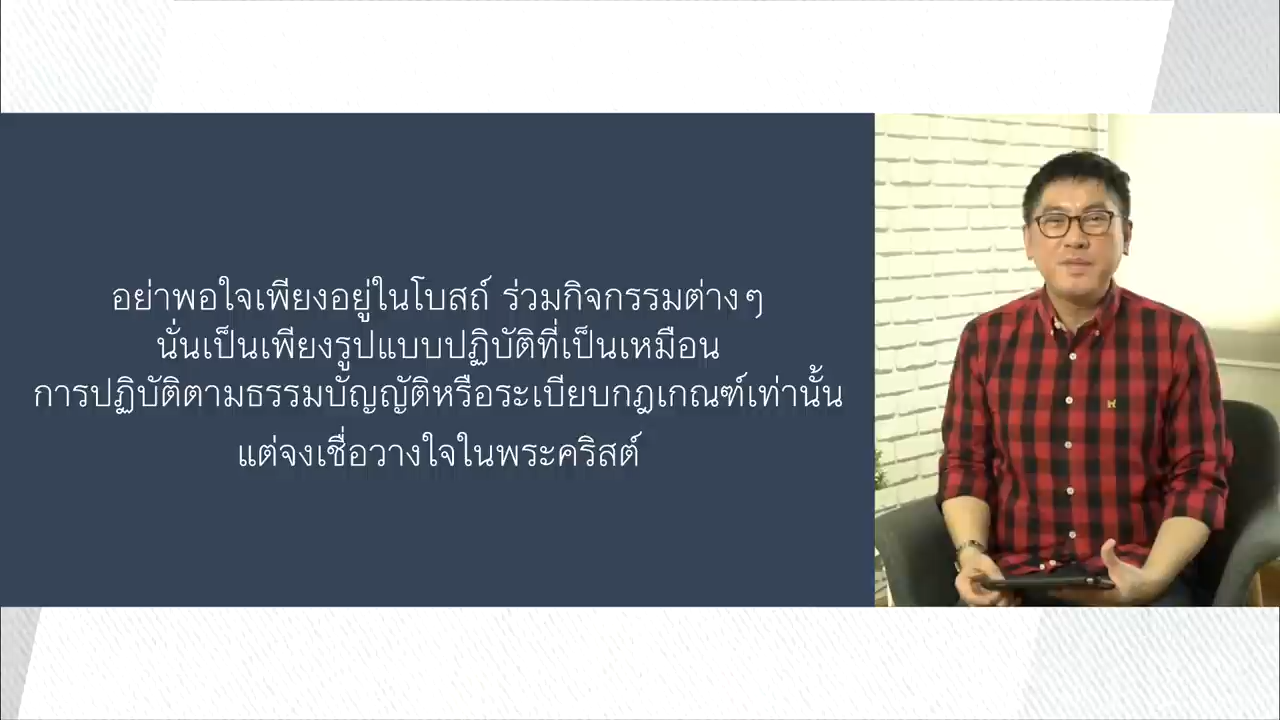 อย่าพอใจเพียงอยู่ในโบสถ์ ร่วมกิจกรรมต่างๆ
นั่นเป็นเพียงรูปแบบปฏิบัติที่เป็นเหมือน
การปฏิบัติตามธรรมบัญญัติหรือระเบียบกฎเกณฑ์เท่านั้น
แต่จงเชื่อวางใจในพระคริสต์